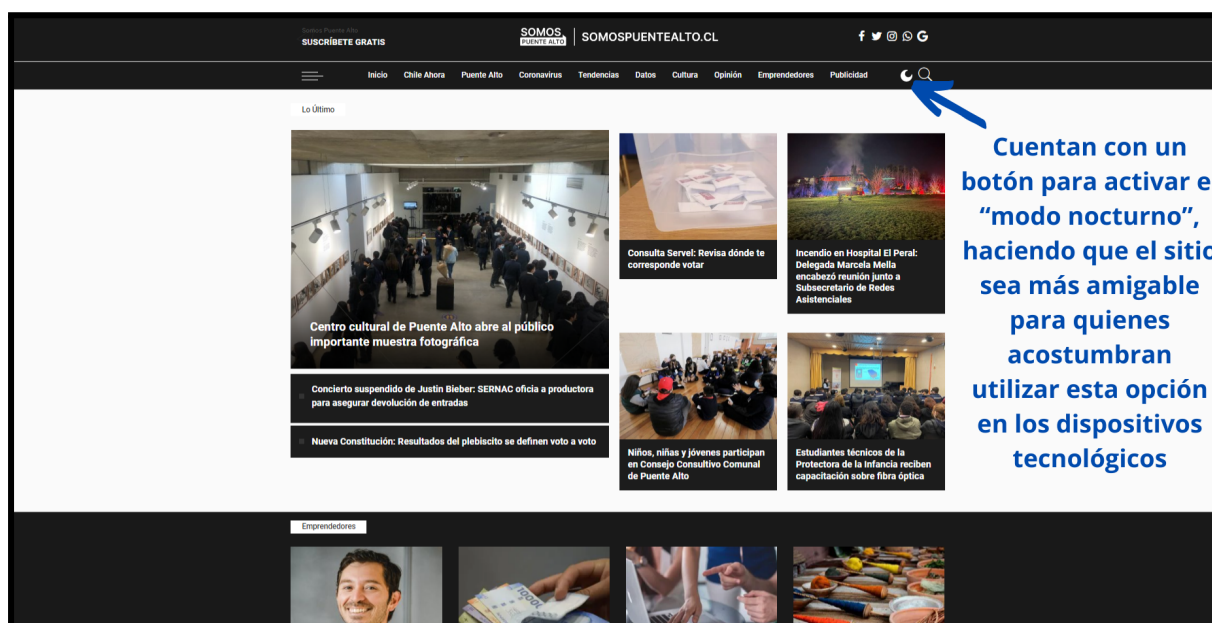 Somos Puente Alto
SUSCRÍBETE GRATIS
SOMOS
PUENTE ALTO
SOMOSPUENTEALTO.CL
Inicio Chile Ahora Puente Alto Coronavirus Tendencias Datos Cultura Opinión Emprendedores Publicidad
Lo Último
Centro cultural de Puente Alto abre al público
importante muestra fotográfica
Concierto suspendido de Justin Bieber: SERNAC oficia a productora
para asegurar devolución de entradas
Nueva Constitución: Resultados del plebiscito se definen voto a voto
Consulta Servel: Revisa dónde te
corresponde votar
Incendio en Hospital El Peral:
Delegada Marcela Mella
encabezó reunión junto a
Subsecretario de Redes
Asistenciales
Niños, niñas y jóvenes participan
en Consejo Consultivo Comunal
de Puente Alto
Estudiantes técnicos de la
Protectora de la Infancia reciben
capacitación sobre fibra óptica
Cuentan con un
botón para activar e
“modo nocturno”,
haciendo que el sitio
sea más amigable
para quienes
acostumbran
utilizar esta opción
en los dispositivos
tecnológicos
Emprendedores